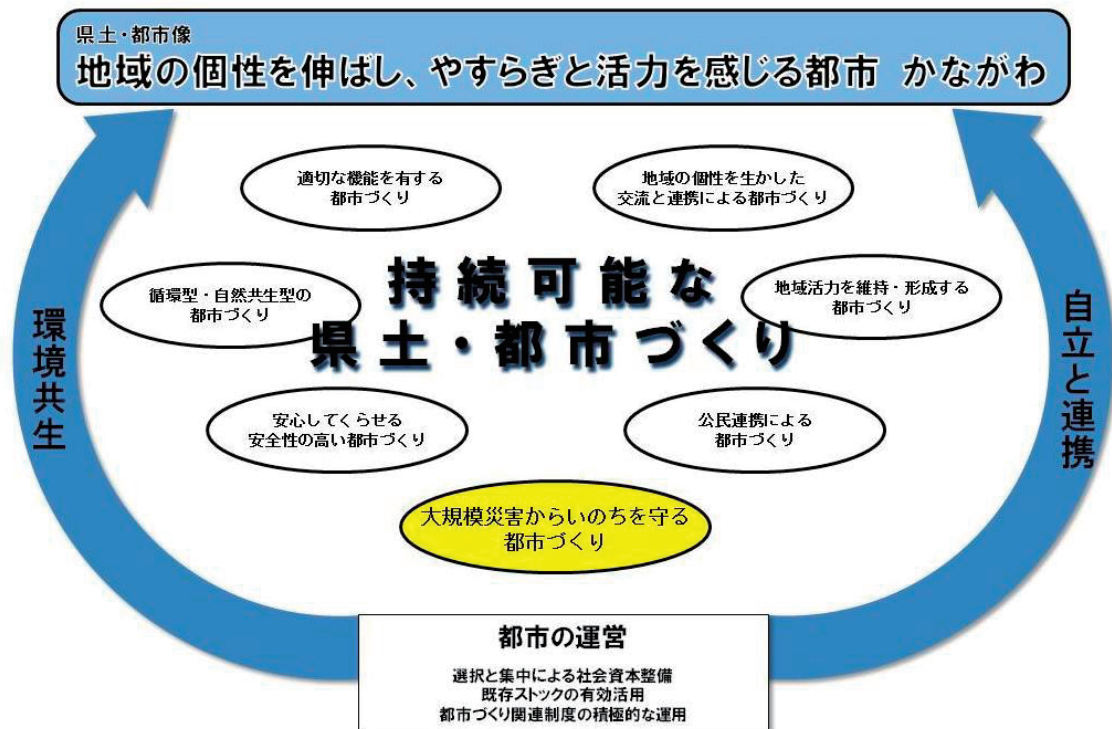 県土・都市像
地域の個性を伸ばし、やすらぎと活力を感じる都市 かながわ
適切な機能を有する
都市づくり
地域の個性を生かした
交流と連携による都市づくり
持続可能な
県土・都市づくり
循環型・自然共生型の
都市づくり
地域活力を維持・形成する
都市づくり
環境共生
自立と連携
安心してくらせる
安全性の高い都市づくり
公民連携による
都市づくり
大規模災害からいのちを守る
都市づくり
都市の運営
選択と集中による社会資本整備
既存ストックの有効活用
都市づくり関連制度の積極的な運用